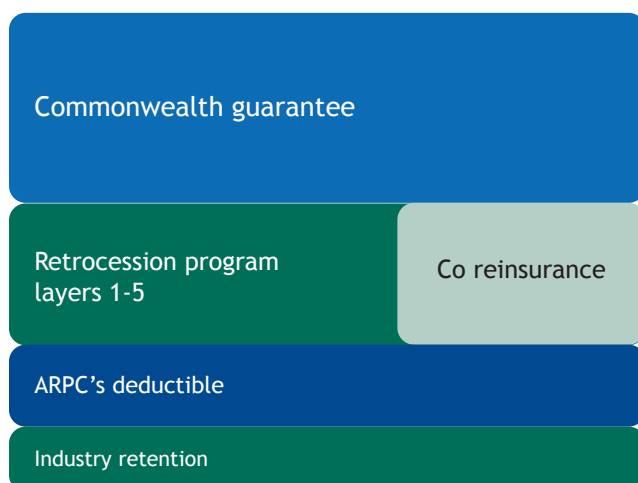 Commonwealth guarantee
Retrocession program
layers 1-5
Co reinsurance
ARPC’s deductible
Industry retention